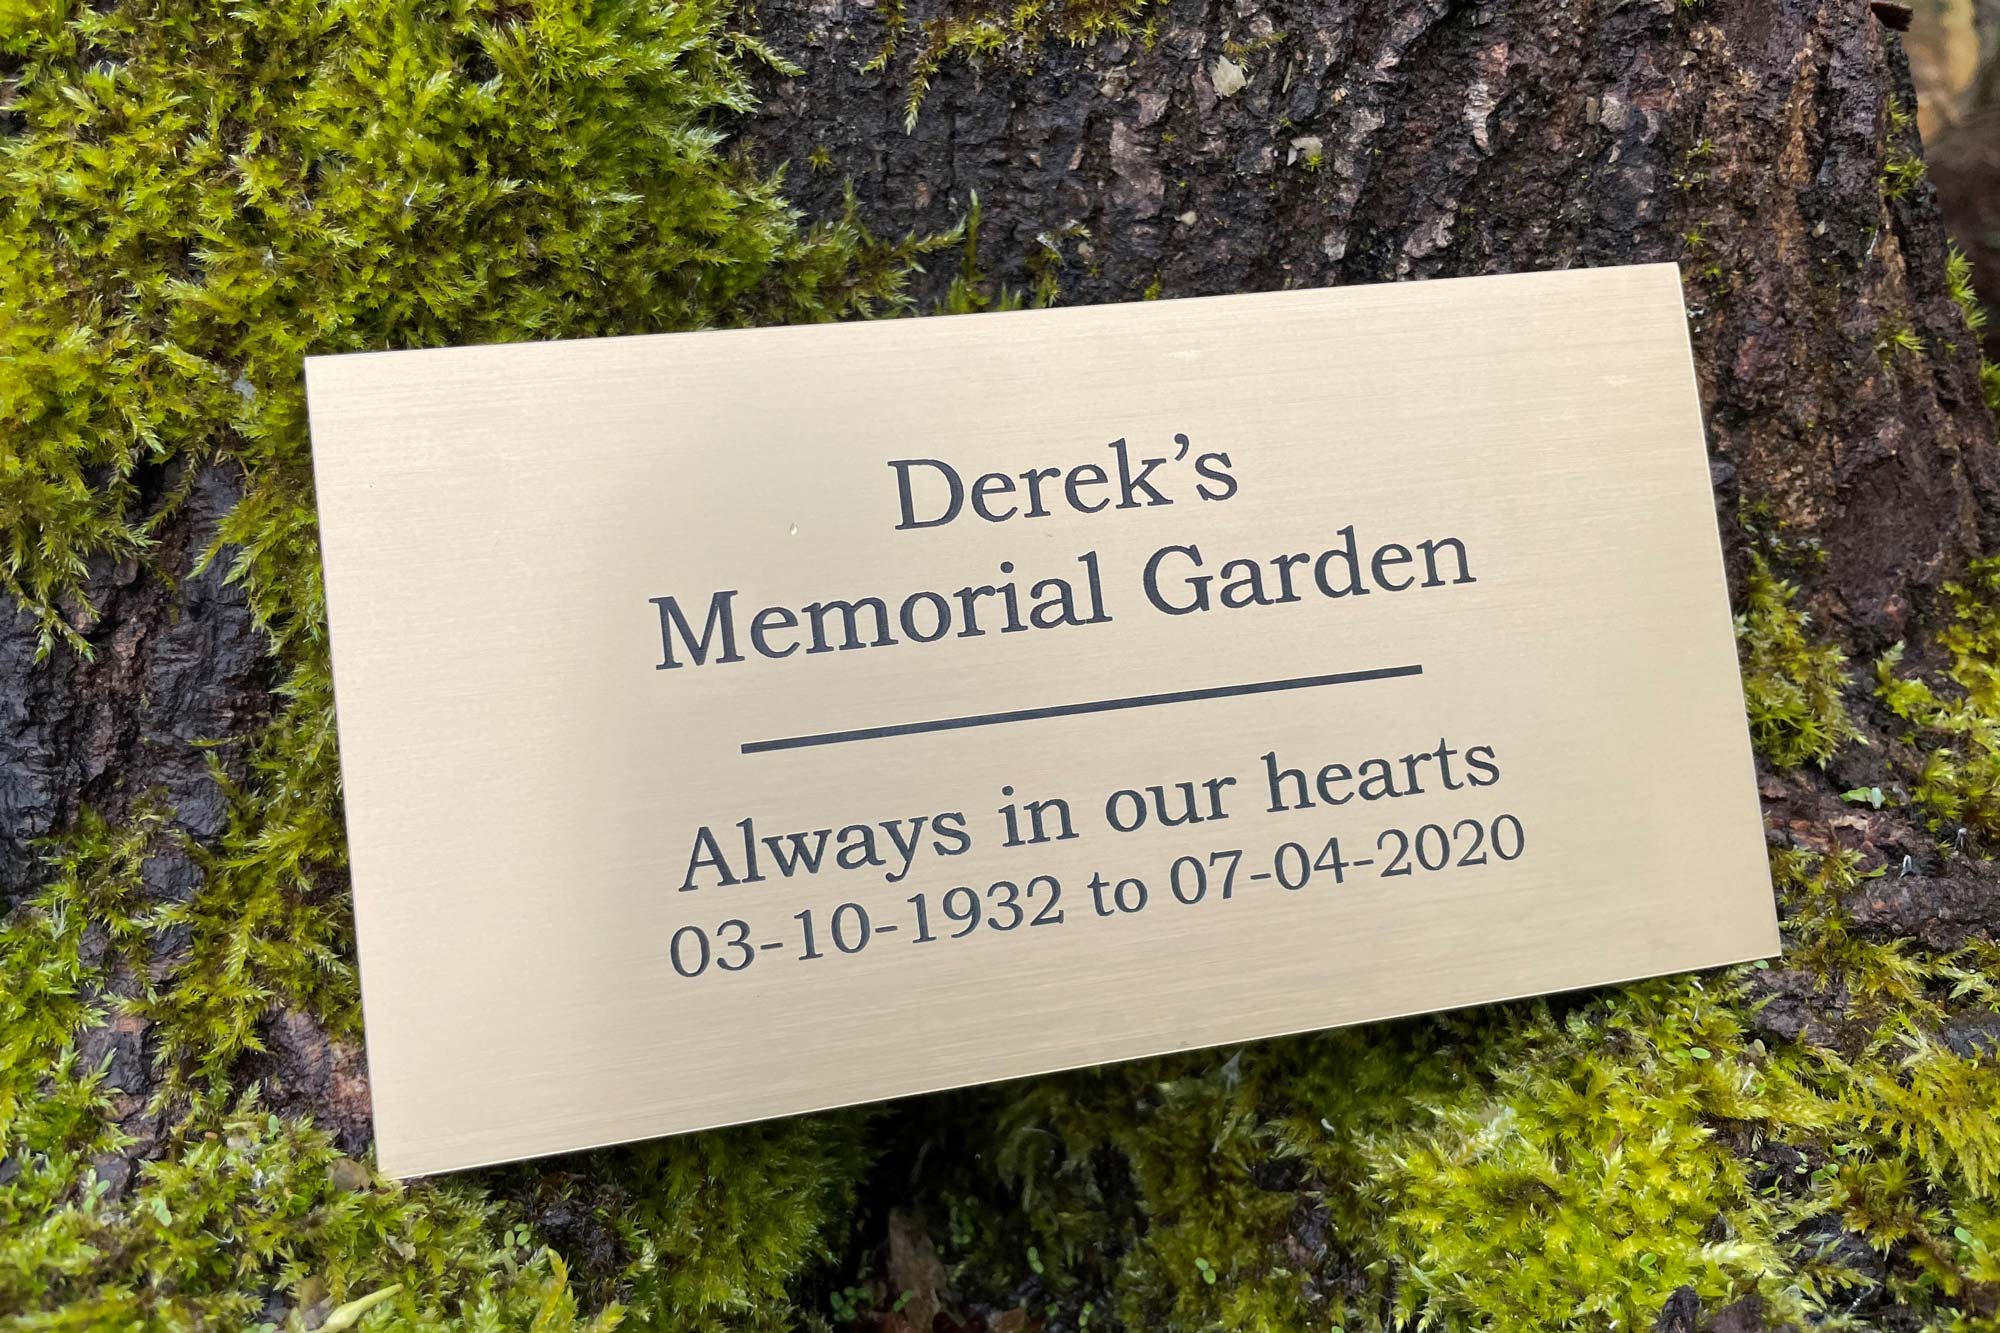 Derek’s
Memorial Garden
Always in our hearts
03-10-1932 to 07-04-2020